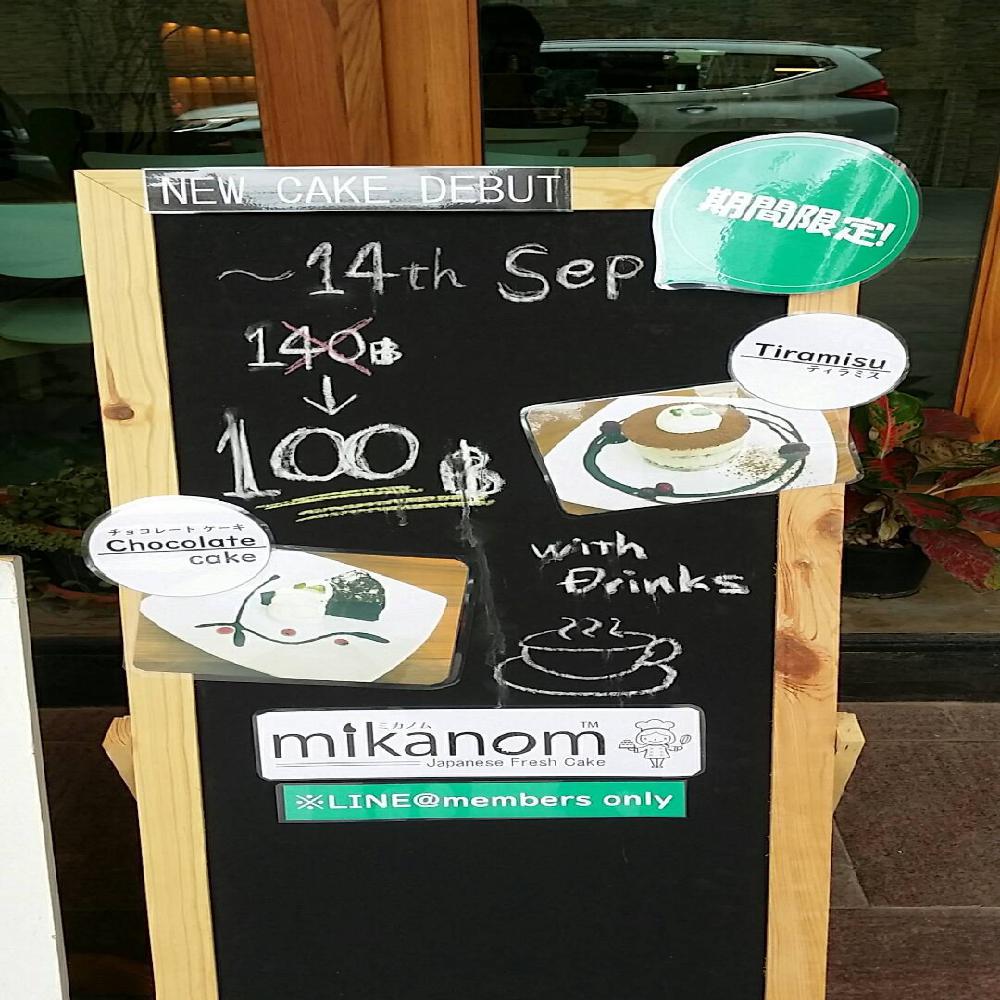 NEW CAKE DEBUT
期間限定!
~14th Sep
140฿
↓
100฿
Tiramisu
ティラミス
チョコレートケーキ
Chocolate
cake
with
Drinks
ミカノム
mikanom™
Japanese Fresh Cake
※LINE@members only